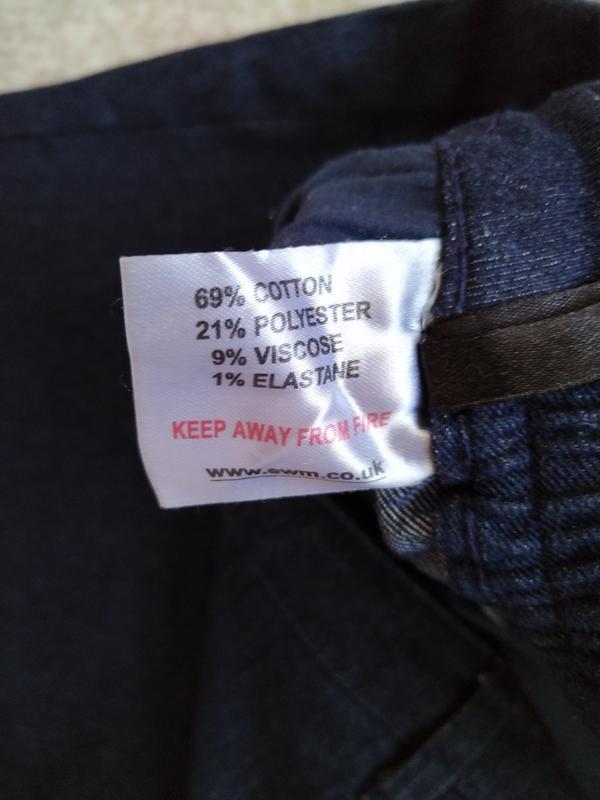 69% COTTON
21% POLYESTER
9% VISCOSE
1% ELASTANE
KEEP AWAY FROM FIRE
www.ewm.co.uk